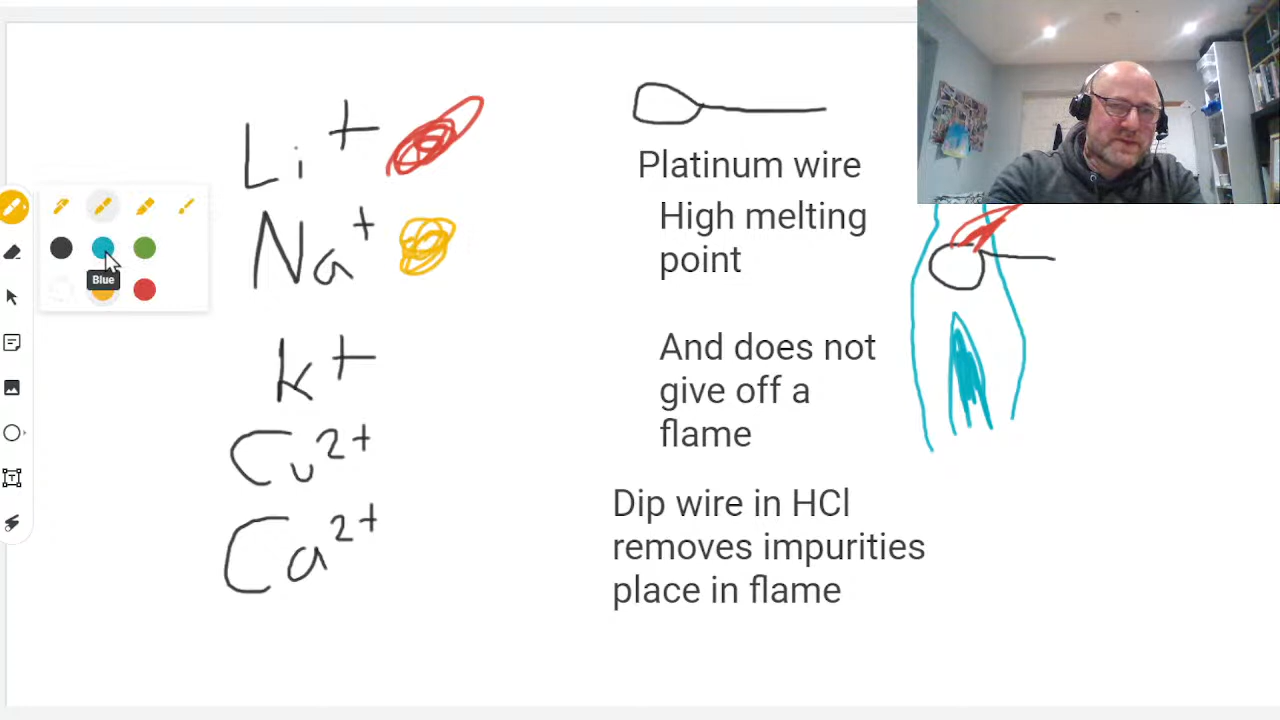 Li+
Na+
k+
Cu2+
Ca2+
Blue
Platinum wire
High melting
point
And does not
give off a
flame
Dip wire in HCl
removes impurities
place in flame